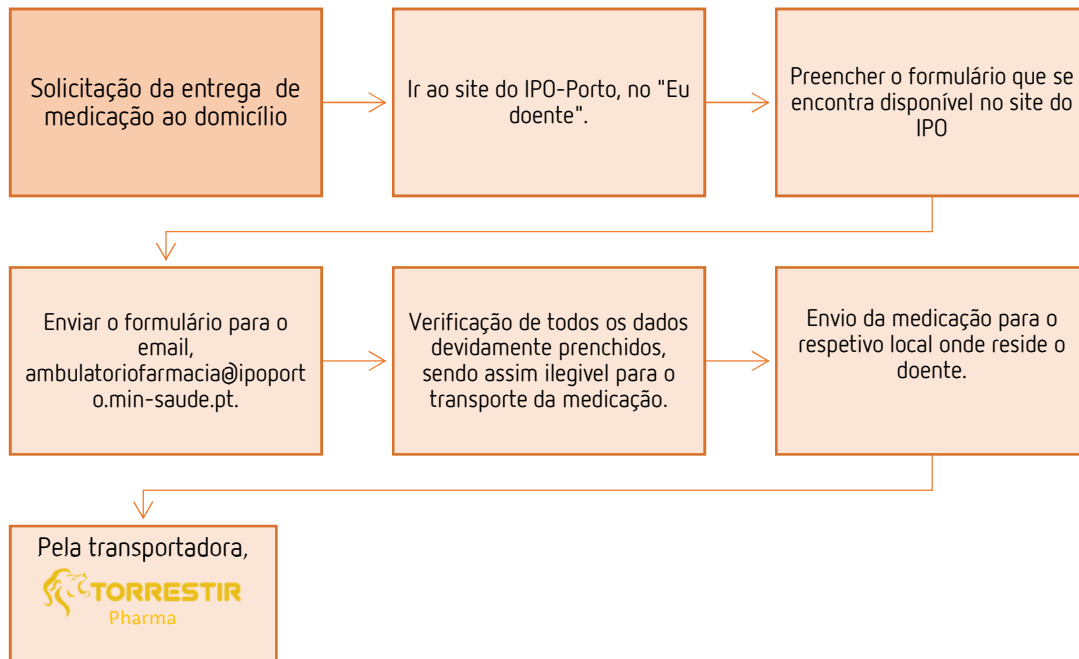 Solicitação da entrega de
medicação ao domicílio
Ir ao site do IPO-Porto, no "Eu
doente".
Preencher o formulário que se
encontra disponível no site do
IPO
Enviar o formulário para o
email,
ambulatoriofarmacia@ipoport
o.min-saude.pt.
Verificação de todos os dados
devidamente prenchidos,
sendo assim ilegivel para o
transporte da medicação.
Envio da medicação para o
respetivo local onde reside o
doente.
Pela transportadora,
TORRESTIR
Pharma